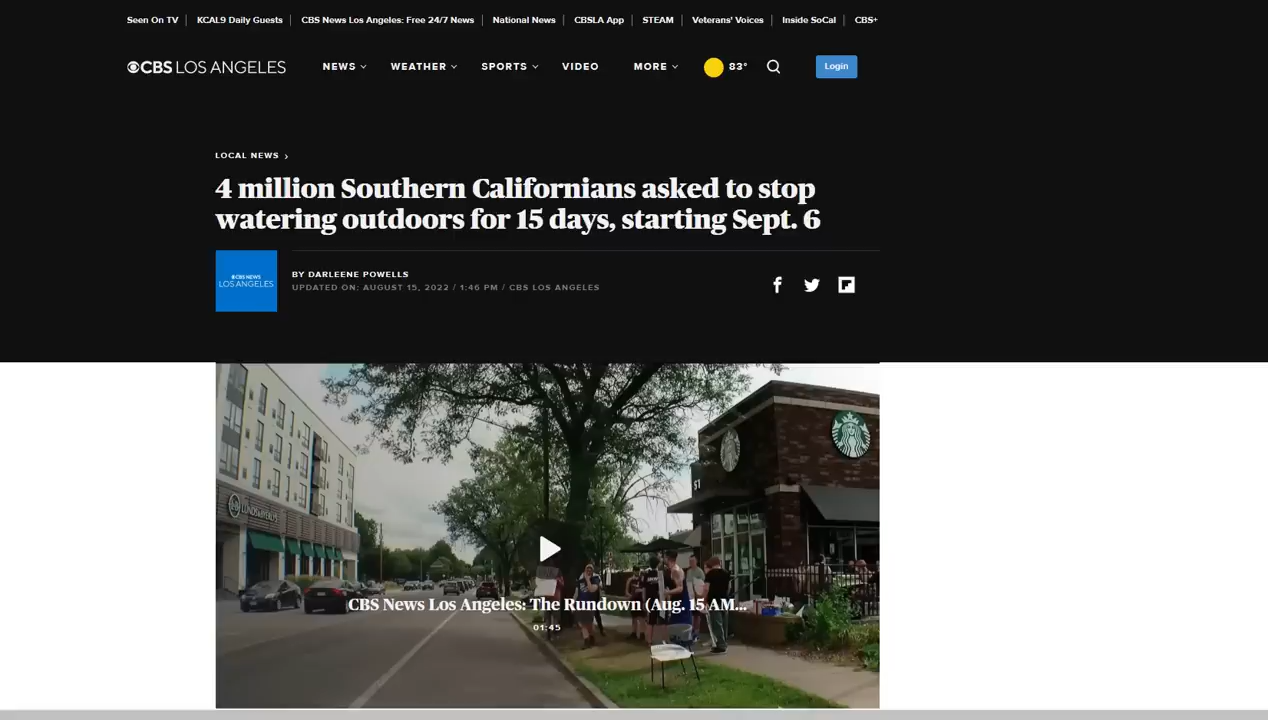 Seen On TV
KCAL9 Daily Guests
CBS News Los Angeles: Free 24/7 News
National News
CBSLA App
STEAM
Veterans' Voices
Inside SoCal
CBS+
CBS LOS ANGELES
NEWS
WEATHER
SPORTS
VIDEO
MORE
83°
Login
LOCAL NEWS ›
4 million Southern Californians asked to stop
watering outdoors for 15 days, starting Sept. 6
CBS NEWS
LOS ANGELES
BY DARLEENE POWELLS
UPDATED ON: AUGUST 15, 2022 / 1:46 PM / CBS LOS ANGELES
51
CBS News Los Angeles: The Rundown (Aug. 15 AM...
01:45